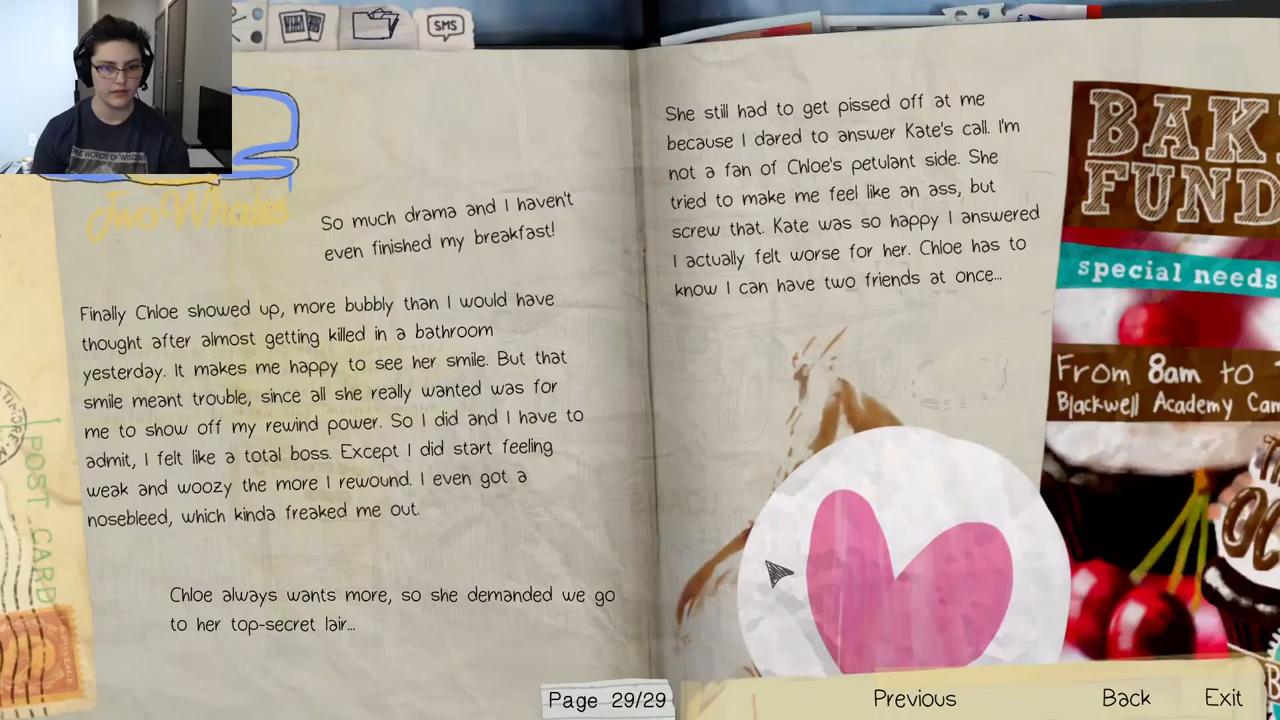 SMS
Two Whales
So much drama and I haven't
even finished my breakfast!
Finally Chloe showed up, more bubbly than I would have
thought after almost getting killed in a bathroom
yesterday. It makes me happy to see her smile. But that
smile meant trouble, since all she really wanted was for
me to show off my rewind power. So I did and I have to
admit, I felt like a total boss. Except I did start feeling
weak and woozy the more I rewound. I even got a
nosebleed, which kinda freaked me out.
Chloe always wants more, so she demanded we go
to her top-secret lair...
POST CARD
She still had to get pissed off at me
because I dared to answer Kate's call. I'm
not a fan of Chloe's petulant side. She
tried to make me feel like an ass, but
screw that. Kate was so happy I answered
I actually felt worse for her. Chloe has to
know I can have two friends at once...
BAK
FUND
special needs
From 8am to
Blackwell Academy Cam
Page 29/29
Previous
Back
Exit